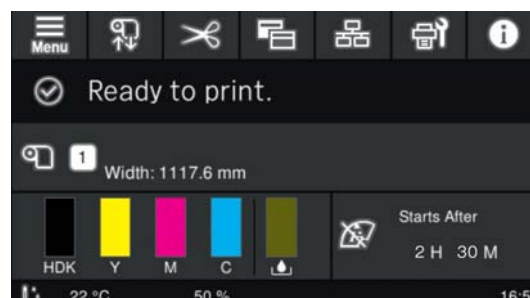 Menu
Ready to print.
1
Width: 1117.6 mm
Starts After
2 H 30 M
HDK Y M C
22 °C 50 %